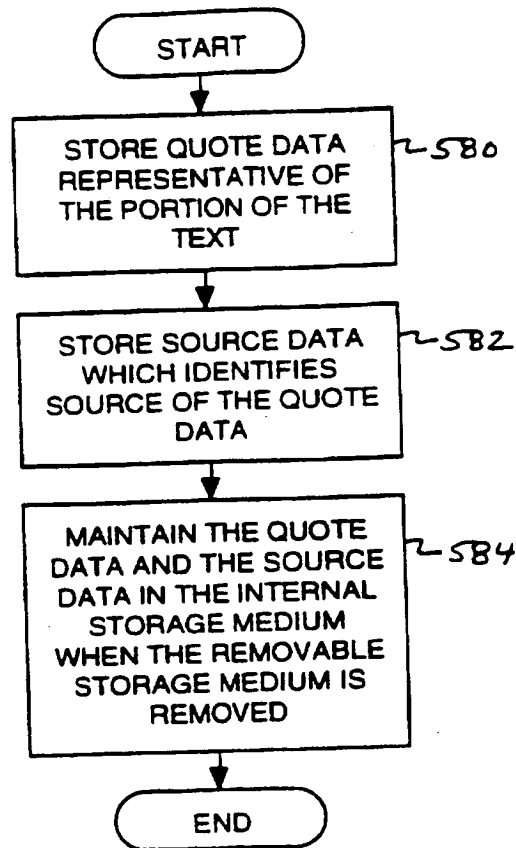 START
STORE QUOTE DATA
REPRESENTATIVE OF
THE PORTION OF THE
TEXT
580
STORE SOURCE DATA
WHICH IDENTIFIES
SOURCE OF THE QUOTE
DATA
582
MAINTAIN THE QUOTE
DATA AND THE SOURCE
DATA IN THE INTERNAL
STORAGE MEDIUM
WHEN THE REMOVABLE
STORAGE MEDIUM IS
REMOVED
584
END